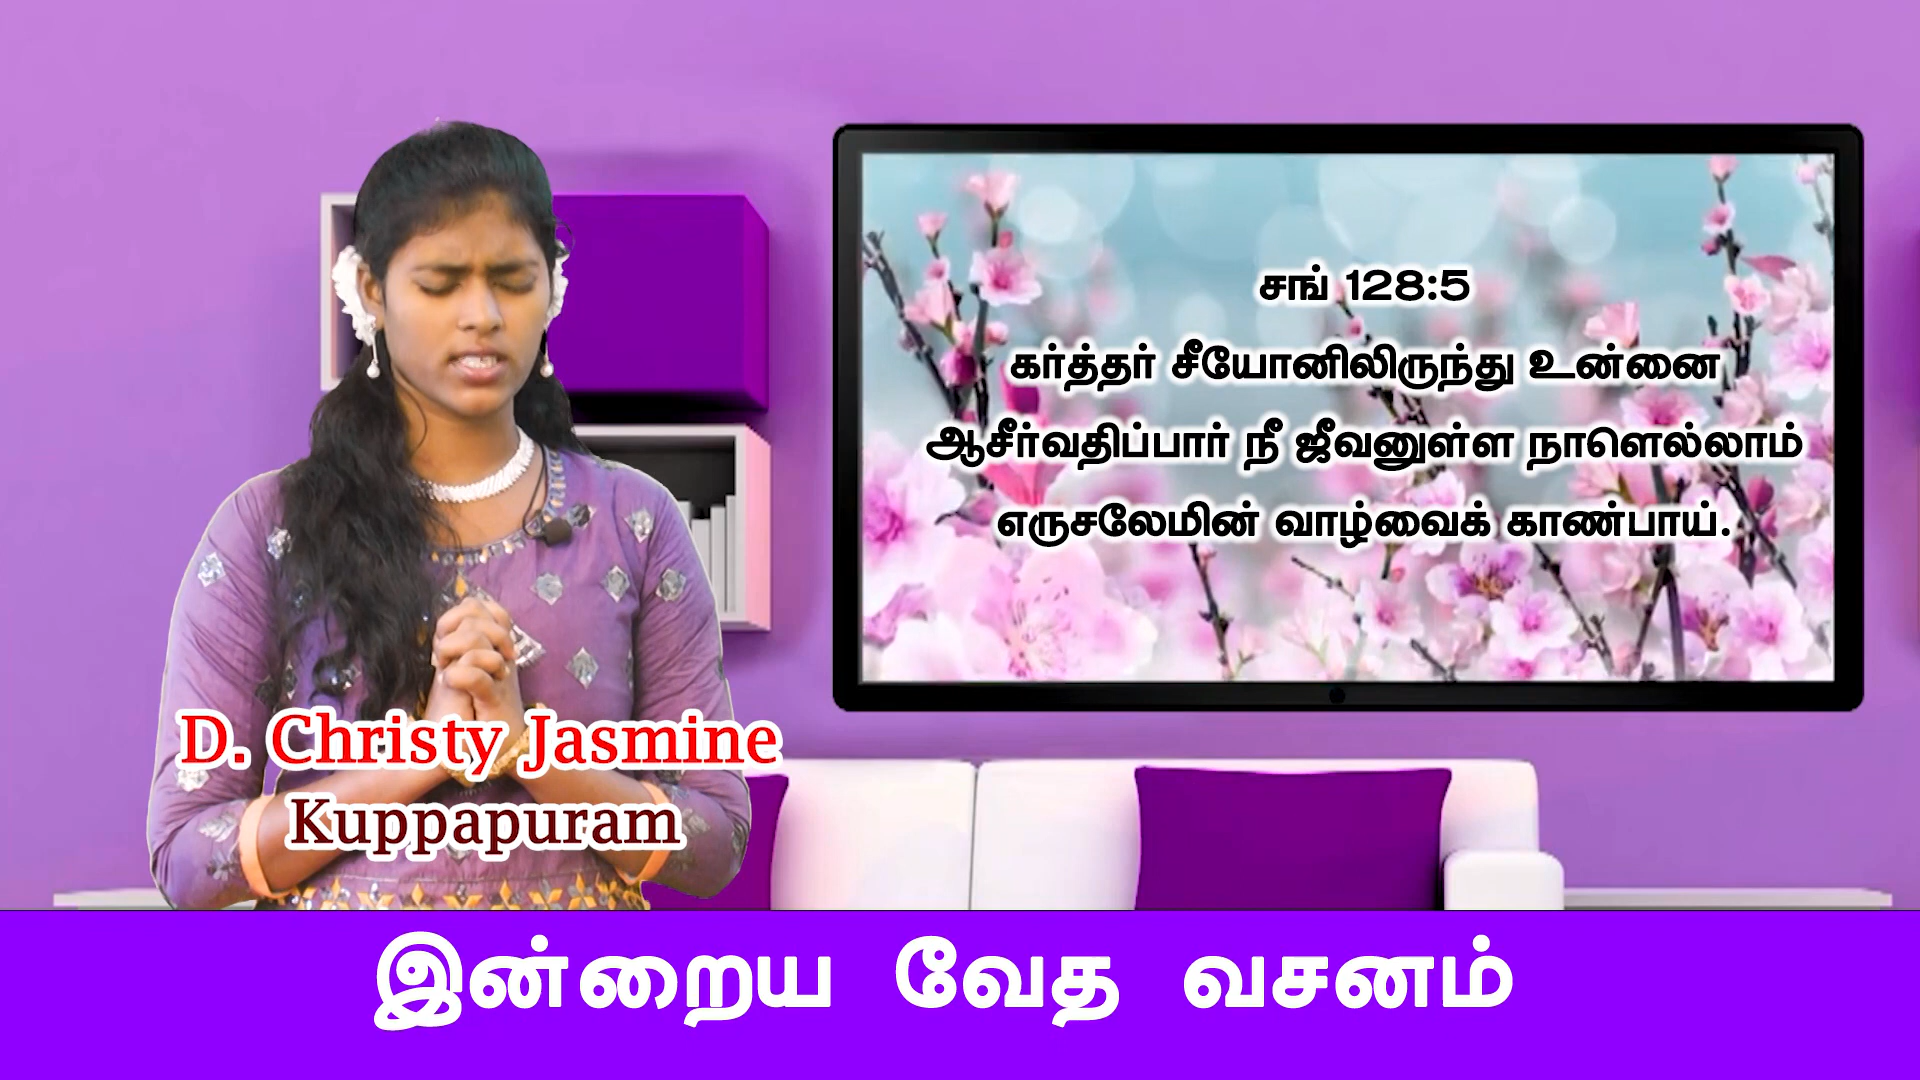 சங் 128:5
கர்த்தர் சீயோனிலிருந்து உன்னை
ஆசீர்வதிப்பார் நீ ஜீவனுள்ள நாளெல்லாம்
எருசலேமின் வாழ்வைக் காண்பாய்.
D. Christy Jasmine
Kuppapuram
இன்றைய வேத வசனம்